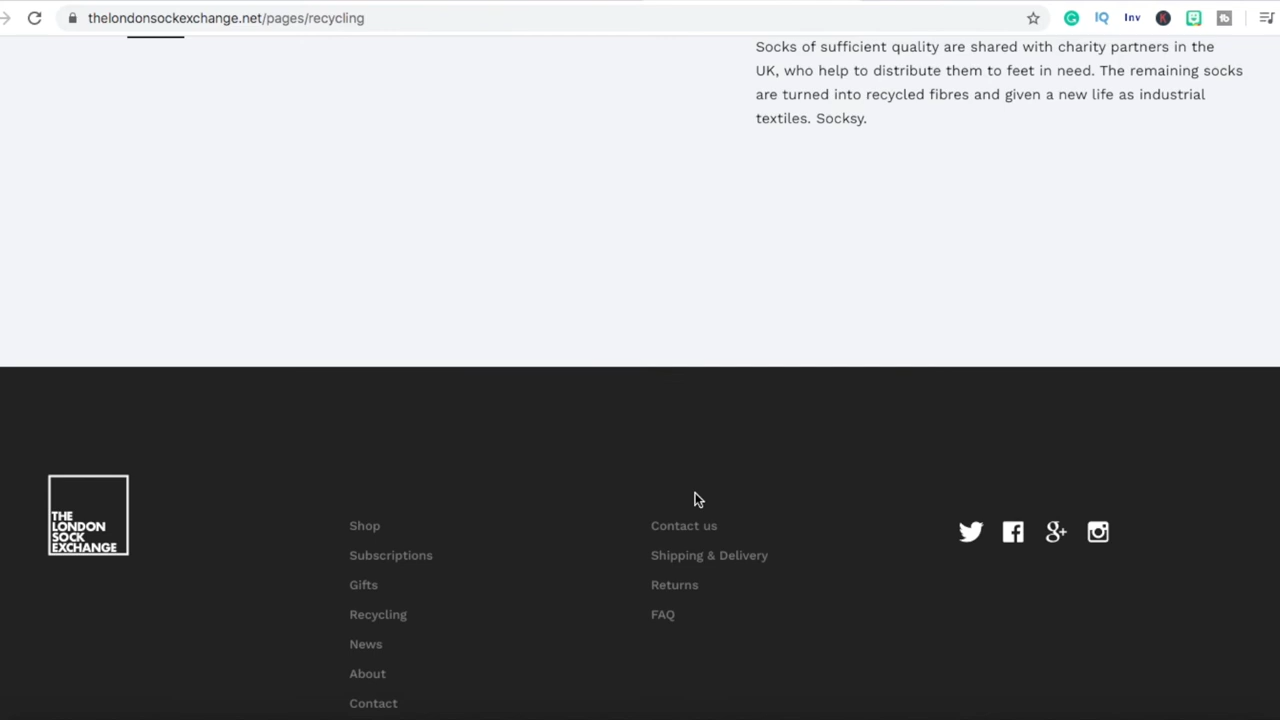 thelondonsockexchange.net/pages/recycling
IQ
Inv
K
tb
Socks of sufficient quality are shared with charity partners in the
UK, who help to distribute them to feet in need. The remaining socks
are turned into recycled fibres and given a new life as industrial
textiles. Socksy.
THE
LONDON
SOCK
EXCHANGE
Shop
Subscriptions
Gifts
Recycling
News
About
Contact
Contact us
Shipping & Delivery
Returns
FAQ
g+